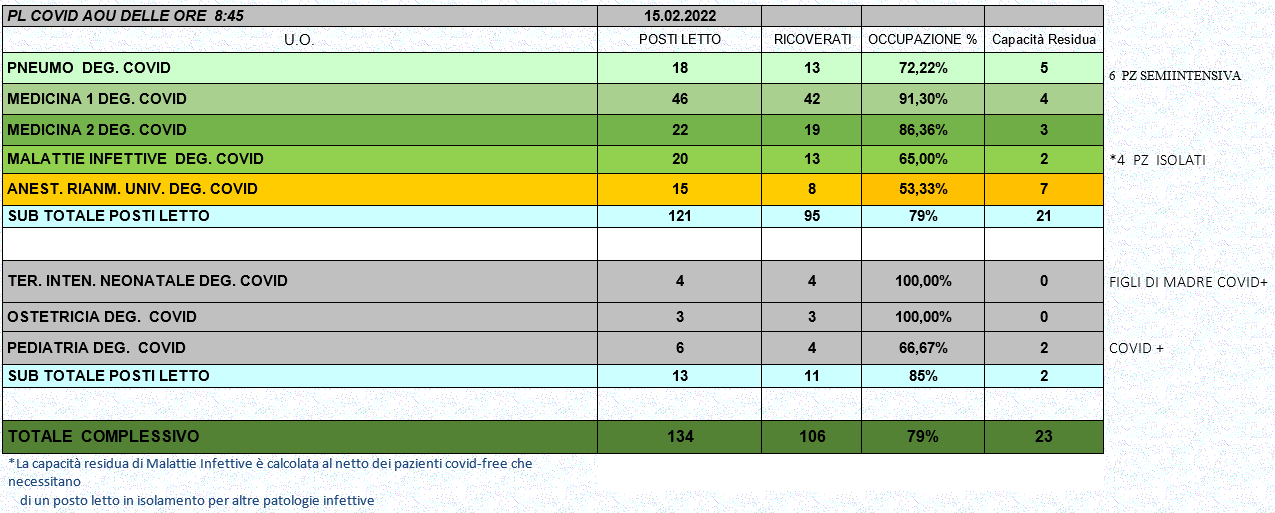 PL COVID AOU DELLE ORE 8:45 15.02.2022
U.O. POSTI LETTO RICOVERATI OCCUPAZIONE % Capacità Residua
PNEUMO DEG. COVID 18 13 72,22% 5 6 PZ SEMIINTENSIVA
MEDICINA 1 DEG. COVID 46 42 91,30% 4
MEDICINA 2 DEG. COVID 22 19 86,36% 3
MALATTIE INFETTIVE DEG. COVID 20 13 65,00% 2 *4 PZ ISOLATI
ANEST. RIANM. UNIV. DEG. COVID 15 8 53,33% 7
SUB TOTALE POSTI LETTO 121 95 79% 21
TER. INTEN. NEONATALE DEG. COVID 4 4 100,00% 0 FIGLI DI MADRE COVID+
OSTETRICIA DEG. COVID 3 3 100,00% 0
PEDIATRIA DEG. COVID 6 4 66,67% 2 COVID +
SUB TOTALE POSTI LETTO 13 11 85% 2
TOTALE COMPLESSIVO 134 106 79% 23
*La capacità residua di Malattie Infettive è calcolata al netto dei pazienti covid-free che
necessitano
di un posto letto in isolamento per altre patologie infettive